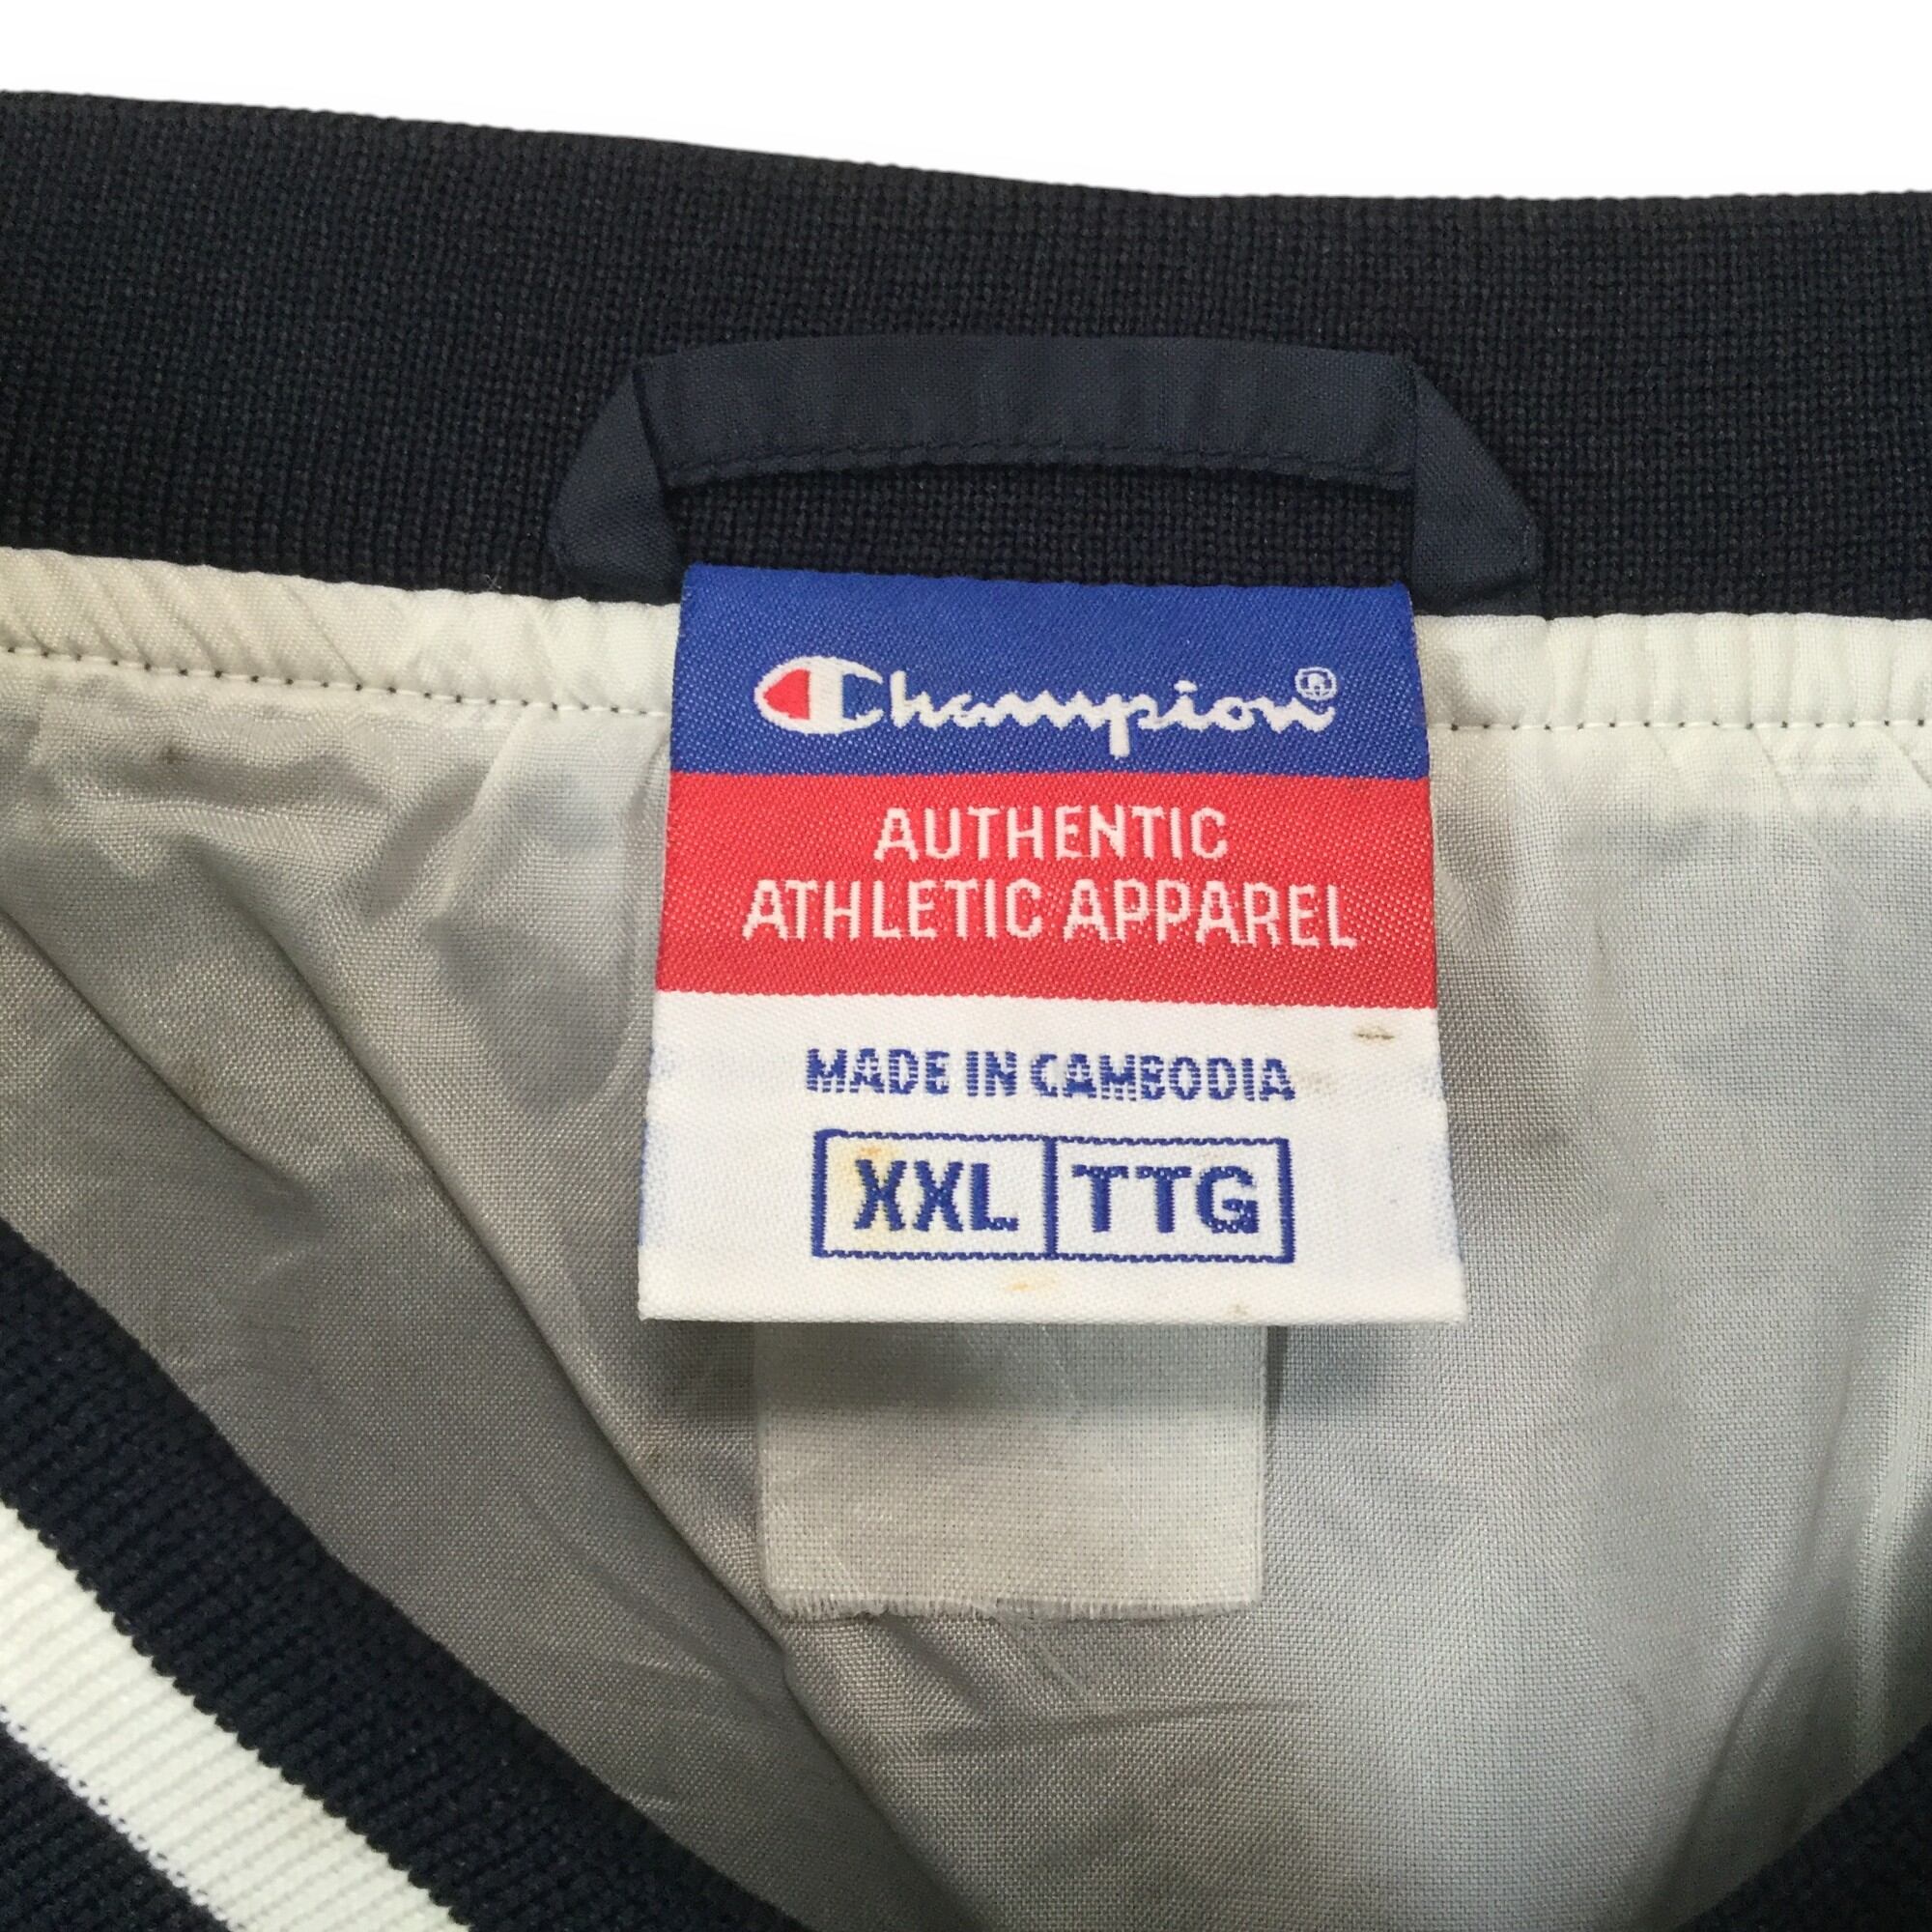 Champion®
AUTHENTIC
ATHLETIC APPAREL
MADE IN CAMBODIA
XXL TTG